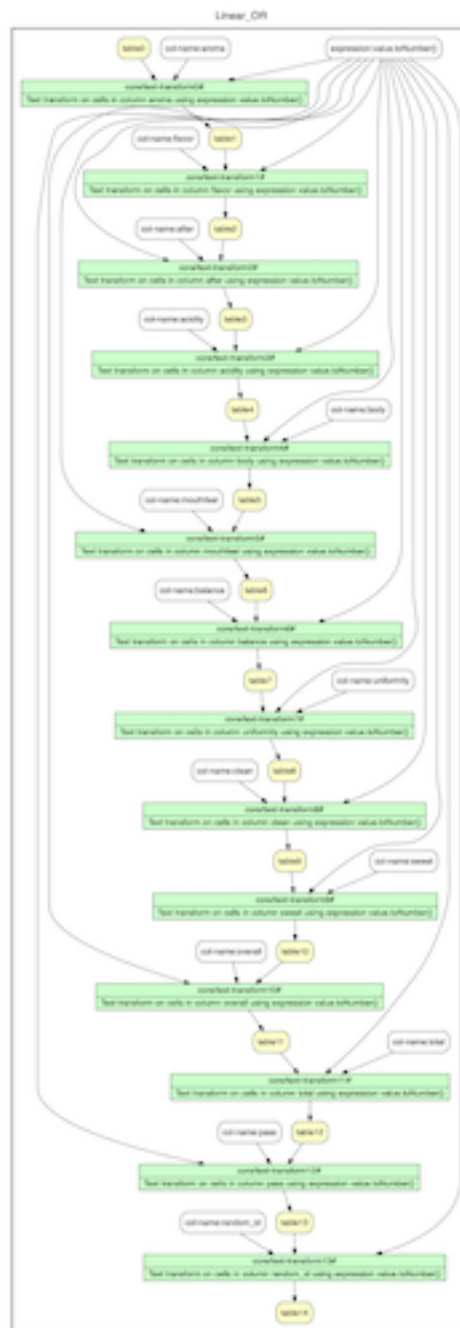 Linear_OR
table0
col-name:aroma
expression:value.toNumber()
core/text-transform0#
Text transform on cells in column aroma using expression value.toNumber()
col-name:flavor
table1
core/text-transform1#
Text transform on cells in column flavor using expression value.toNumber()
col-name:after
table2
core/text-transform2#
Text transform on cells in column after using expression value.toNumber()
col-name:acidity
table3
core/text-transform3#
Text transform on cells in column acidity using expression value.toNumber()
table4
col-name:body
core/text-transform4#
Text transform on cells in column body using expression value.toNumber()
col-name:mouthfeel
table5
core/text-transform5#
Text transform on cells in column mouthfeel using expression value.toNumber()
col-name:balance
table6
core/text-transform6#
Text transform on cells in column balance using expression value.toNumber()
table7
col-name:uniformity
core/text-transform7#
Text transform on cells in column uniformity using expression value.toNumber()
col-name:clean
table8
core/text-transform8#
Text transform on cells in column clean using expression value.toNumber()
table9
col-name:sweet
core/text-transform9#
Text transform on cells in column sweet using expression value.toNumber()
col-name:overall
table10
core/text-transform10#
Text transform on cells in column overall using expression value.toNumber()
table11
col-name:total
core/text-transform11#
Text transform on cells in column total using expression value.toNumber()
col-name:pass
table12
core/text-transform12#
Text transform on cells in column pass using expression value.toNumber()
col-name:random_id
table13
core/text-transform13#
Text transform on cells in column random_id using expression value.toNumber()
table14